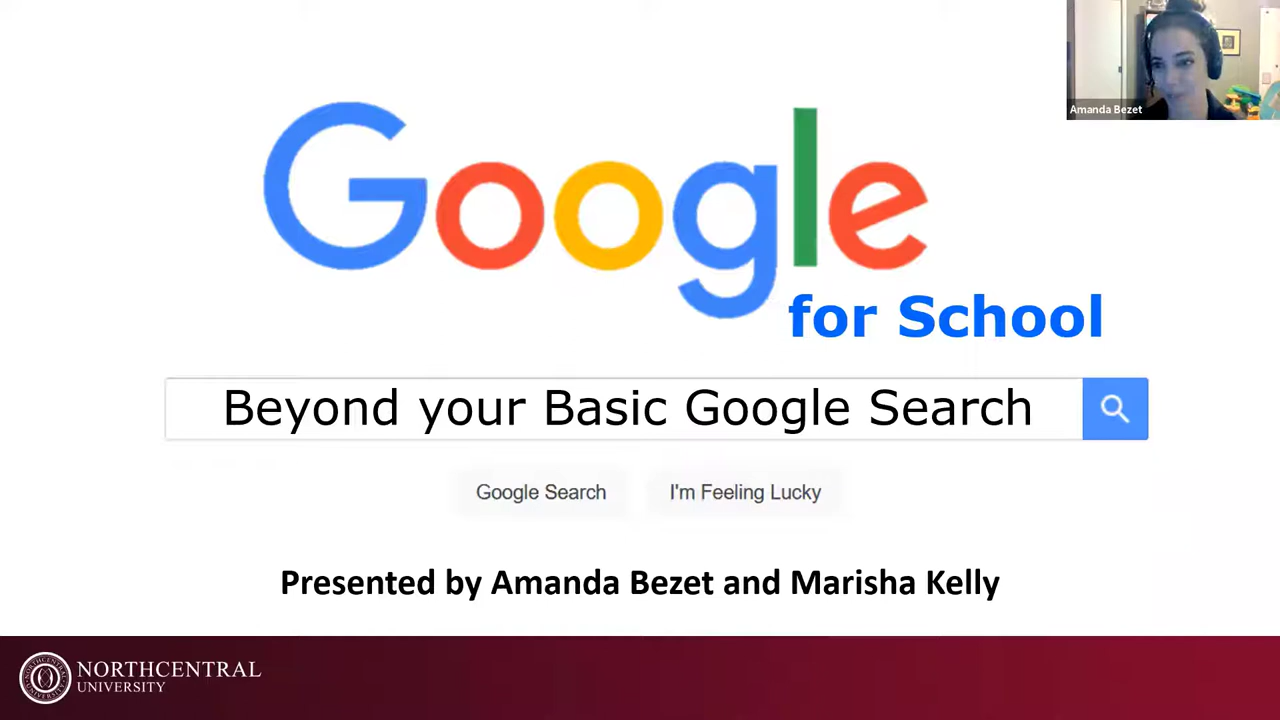 Amanda Bezet
Google
for School
Beyond your Basic Google Search
Google Search
I'm Feeling Lucky
Presented by Amanda Bezet and Marisha Kelly
NORTHCENTRAL
UNIVERSITY